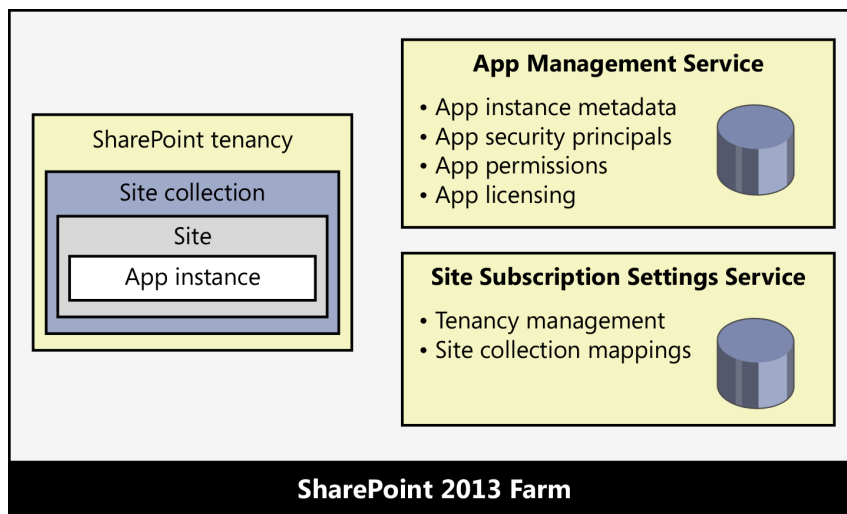 SharePoint tenancy
Site collection
Site
App instance
App Management Service
• App instance metadata
• App security principals
• App permissions
• App licensing
Site Subscription Settings Service
• Tenancy management
• Site collection mappings
SharePoint 2013 Farm